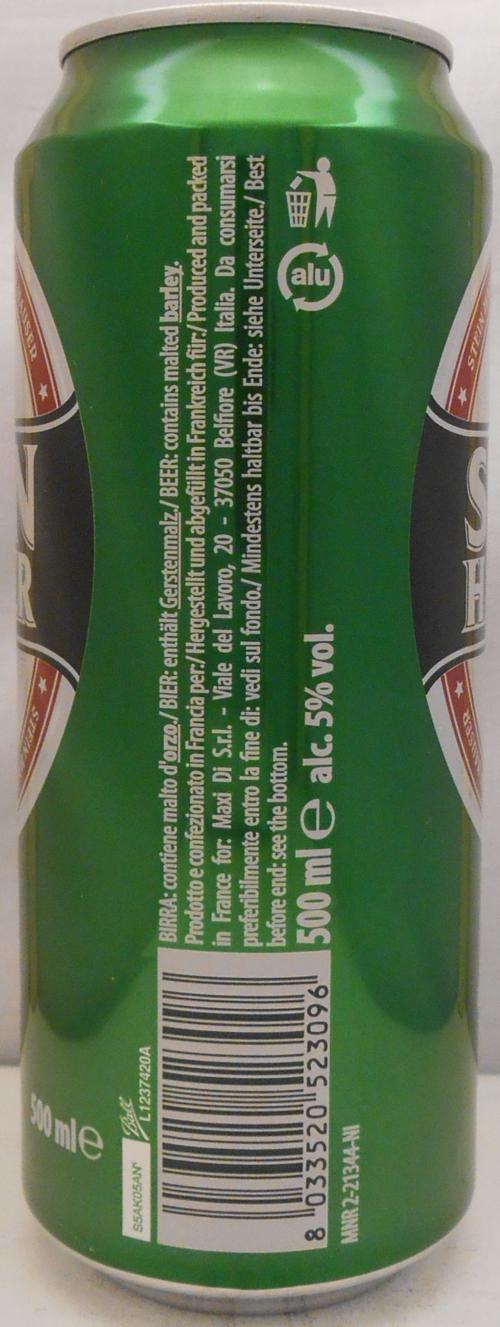 BIRRA: contiene malto d'orzo./ BIER: enthält Gerstenmalz./ BEER: contains malted barley.
Prodotto e confezionato in Francia per:/ Hergestellt und abgefüllt in Frankreich für:/ Produced and packed
in France for: Maxi Di S.r.l. - Viale del Lavoro, 20 - 37050 Belfiore (VR) Italia. Da consumarsi
preferibilmente entro la fine di: vedi sul fondo./ Mindestens haltbar bis Ende: siehe Unterseite./ Best
before end: see the bottom.
500 ml e alc. 5% vol.
alu
500 ml e
S5AK05AN*
Ball
L1237420A
8 033520 523096
MNR 2-21344-NI